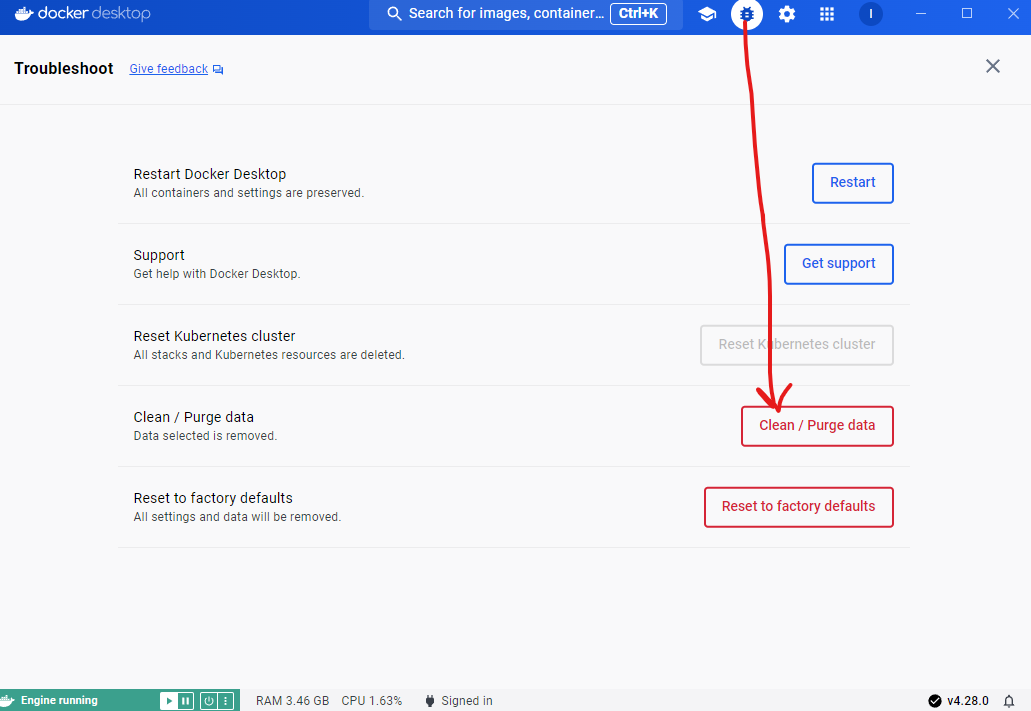 docker desktop
Search for images, container... Ctrl+K
I
Troubleshoot Give feedback
Restart Docker Desktop
All containers and settings are preserved.
Restart
Support
Get help with Docker Desktop.
Get support
Reset Kubernetes cluster
All stacks and Kubernetes resources are deleted.
Reset Kubernetes cluster
Clean / Purge data
Data selected is removed.
Clean / Purge data
Reset to factory defaults
All settings and data will be removed.
Reset to factory defaults
Engine running RAM 3.46 GB CPU 1.63% Signed in v4.28.0